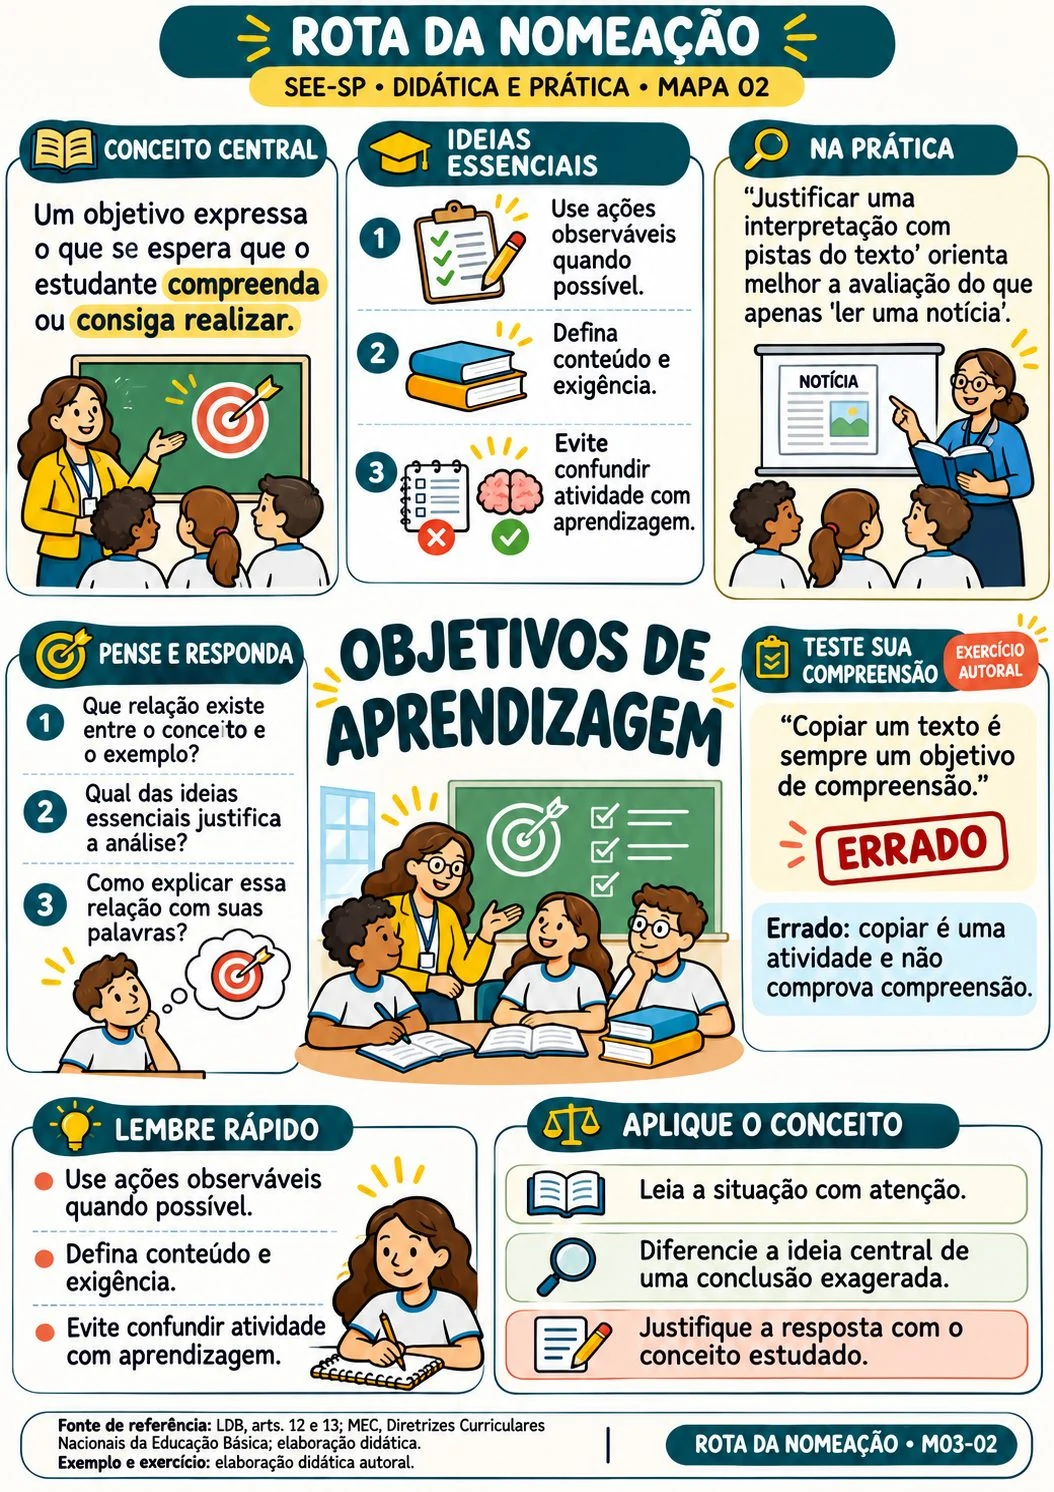 ROTA DA NOMEAÇÃO
SEE-SP • DIDÁTICA E PRÁTICA • MAPA 02
CONCEITO CENTRAL
Um objetivo expressa
o que se espera que o
estudante compreenda
ou consiga realizar.
IDEIAS
ESSENCIAIS
1
Use ações
observáveis
quando
possível.
2
Defina
conteúdo e
exigência.
3
Evite
confundir
atividade com
aprendizagem.
NA PRÁTICA
“Justificar uma
interpretação com
pistas do texto’ orienta
melhor a avaliação do que
apenas ‘ler uma notícia’.
NOTÍCIA
PENSE E RESPONDA
1
Que relação existe
entre o conceito e
o exemplo?
2
Qual das ideias
essenciais justifica
a análise?
3
Como explicar essa
relação com suas
palavras?
OBJETIVOS DE
APRENDIZAGEM
TESTE SUA
COMPREENSÃO
EXERCÍCIO
AUTORAL
“Copiar um texto é
sempre um objetivo
de compreensão.”
ERRADO
Errado: copiar é uma
atividade e não
comprova compreensão.
LEMBRE RÁPIDO
Use ações observáveis
quando possível.
Defina conteúdo e
exigência.
Evite confundir atividade
com aprendizagem.
APLIQUE O CONCEITO
Leia a situação com atenção.
Diferencie a ideia central de
uma conclusão exagerada.
Justifique a resposta com o
conceito estudado.
Fonte de referência: LDB, arts. 12 e 13; MEC, Diretrizes Curriculares
Nacionais da Educação Básica; elaboração didática.
Exemplo e exercício: elaboração didática autoral.
ROTA DA NOMEAÇÃO • M03-02